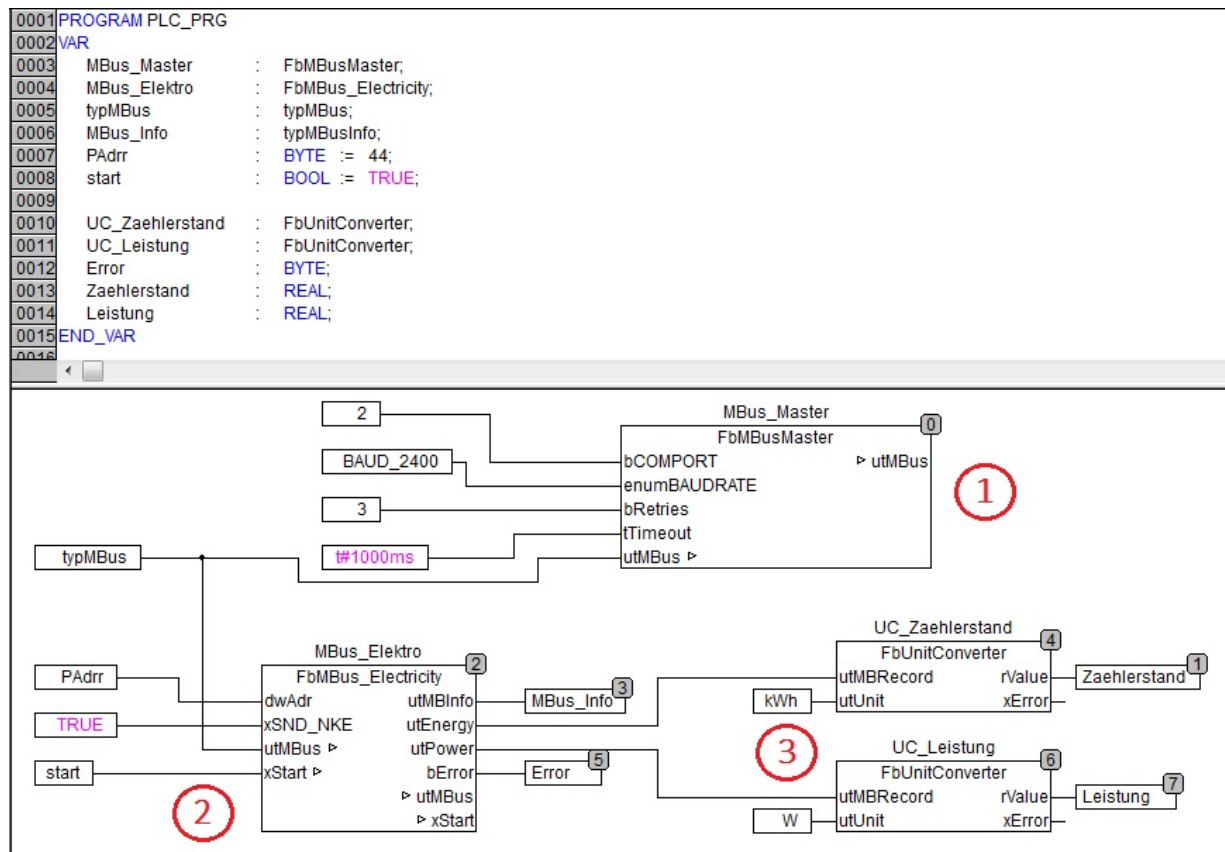 0001 PROGRAM PLC_PRG
0002 VAR
0003 MBus_Master : FbMBusMaster;
0004 MBus_Elektro : FbMBus_Electricity;
0005 typMBus : typMBus;
0006 MBus_Info : typMBusInfo;
0007 PAdrr : BYTE := 44;
0008 start : BOOL := TRUE;
0009
0010 UC_Zaehlerstand : FbUnitConverter;
0011 UC_Leistung : FbUnitConverter;
0012 Error : BYTE;
0013 Zaehlerstand : REAL;
0014 Leistung : REAL;
0015 END_VAR
0016
MBus_Master
0
FbMBusMaster
2
bCOMPORT utMBus
BAUD_2400
enumBAUDRATE
3
bRetries
t#1000ms
tTimeout
typMBus
utMBus
1
MBus_Elektro
2
FbMBus_Electricity
PAdrr
dwAdr utMBInfo
MBus_Info 3
TRUE
xSND_NKE utEnergy
utMBus utPower
start
xStart bError
Error 5
utMBus
xStart
2
UC_Zaehlerstand
4
FbUnitConverter
utMBRecord rValue
Zaehlerstand 1
kWh
utUnit xError
3
UC_Leistung
6
FbUnitConverter
utMBRecord rValue
Leistung 7
W
utUnit xError